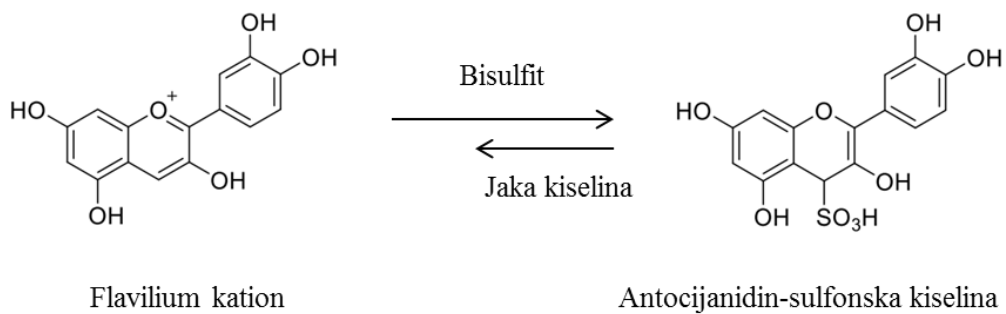 OH
OH
HO
O+
OH
OH
Bisulfit
Jaka kiselina
OH
OH
HO
O
OH
OH
SO3H
Flavilium kation
Antocijanidin-sulfonska kiselina